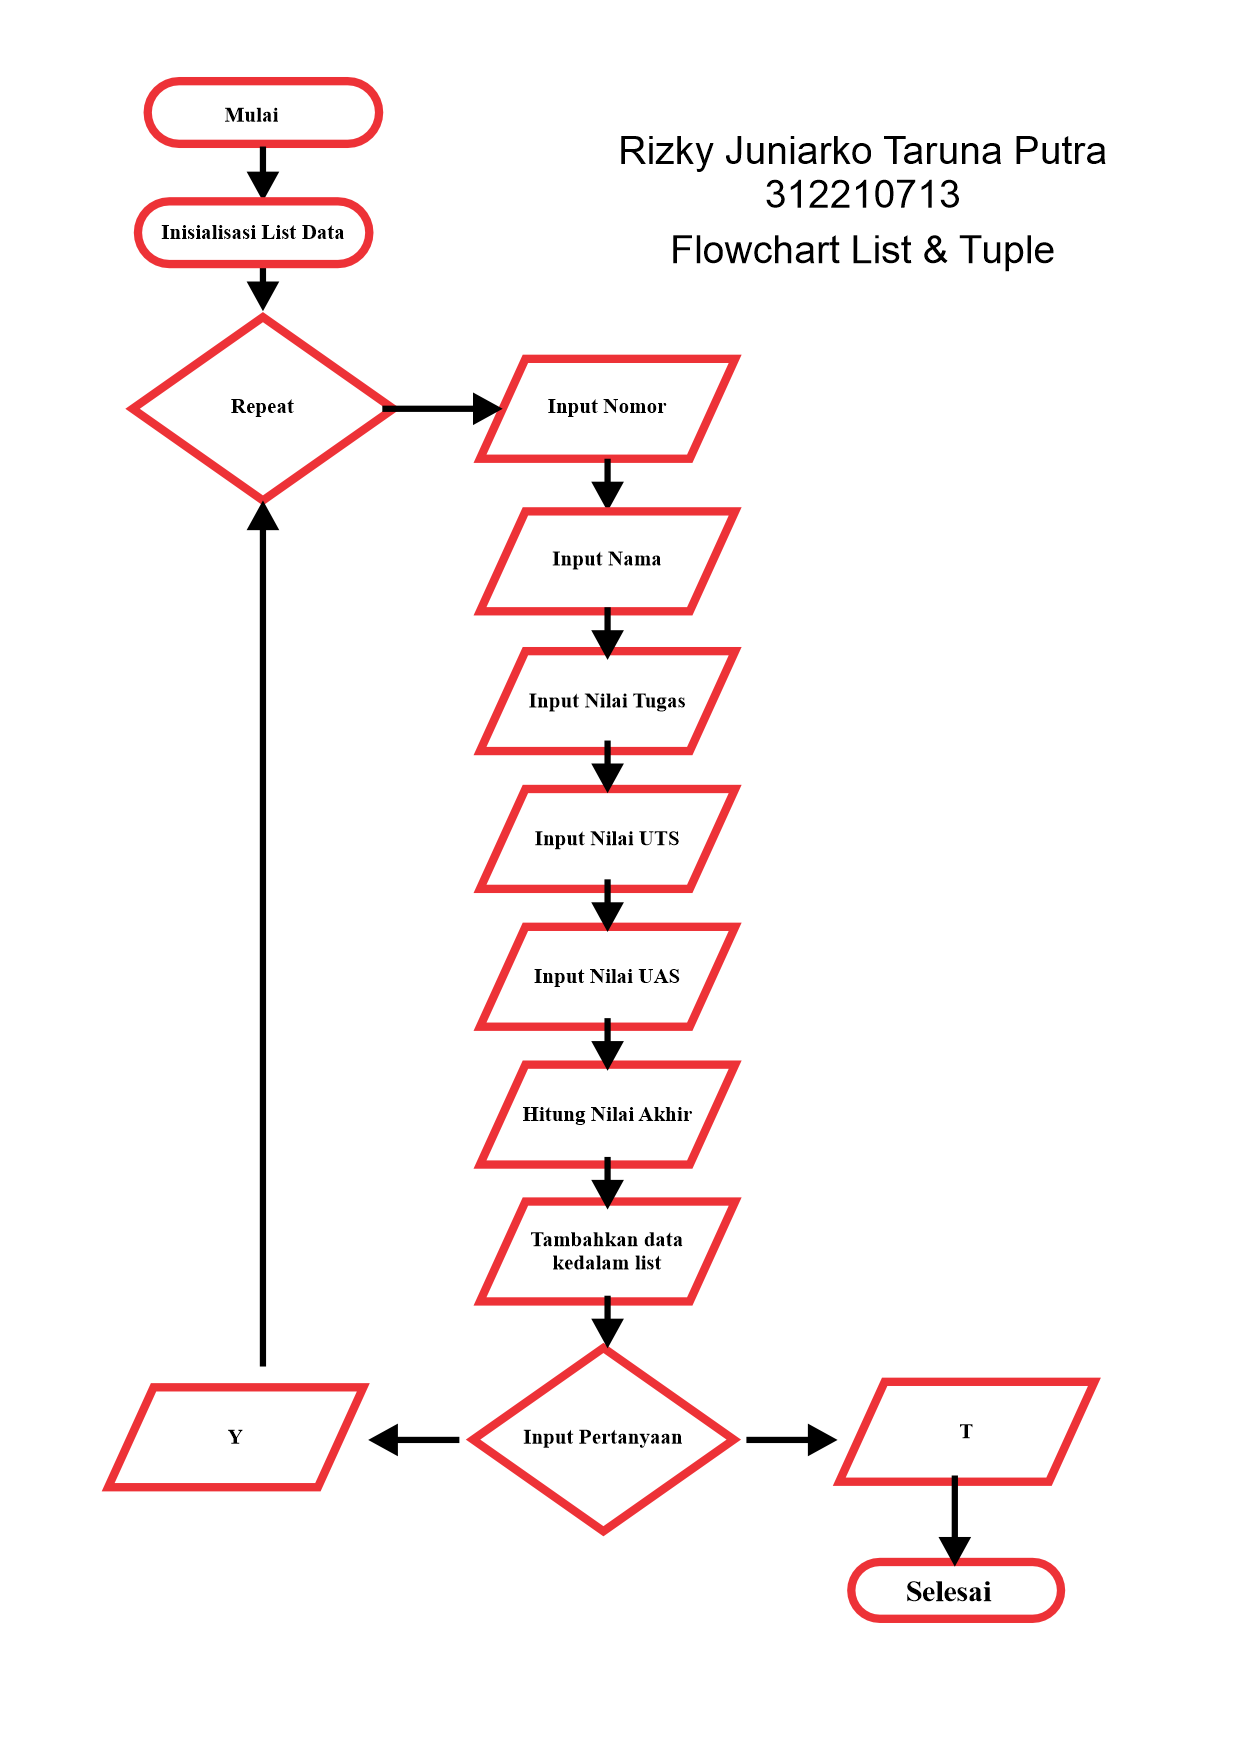 Mulai
Rizky Juniarko Taruna Putra
312210713
Flowchart List & Tuple
Inisialisasi List Data
Repeat
Input Nomor
Input Nama
Input Nilai Tugas
Input Nilai UTS
Input Nilai UAS
Hitung Nilai Akhir
Tambahkan data
kedalam list
Y
Input Pertanyaan
T
Selesai